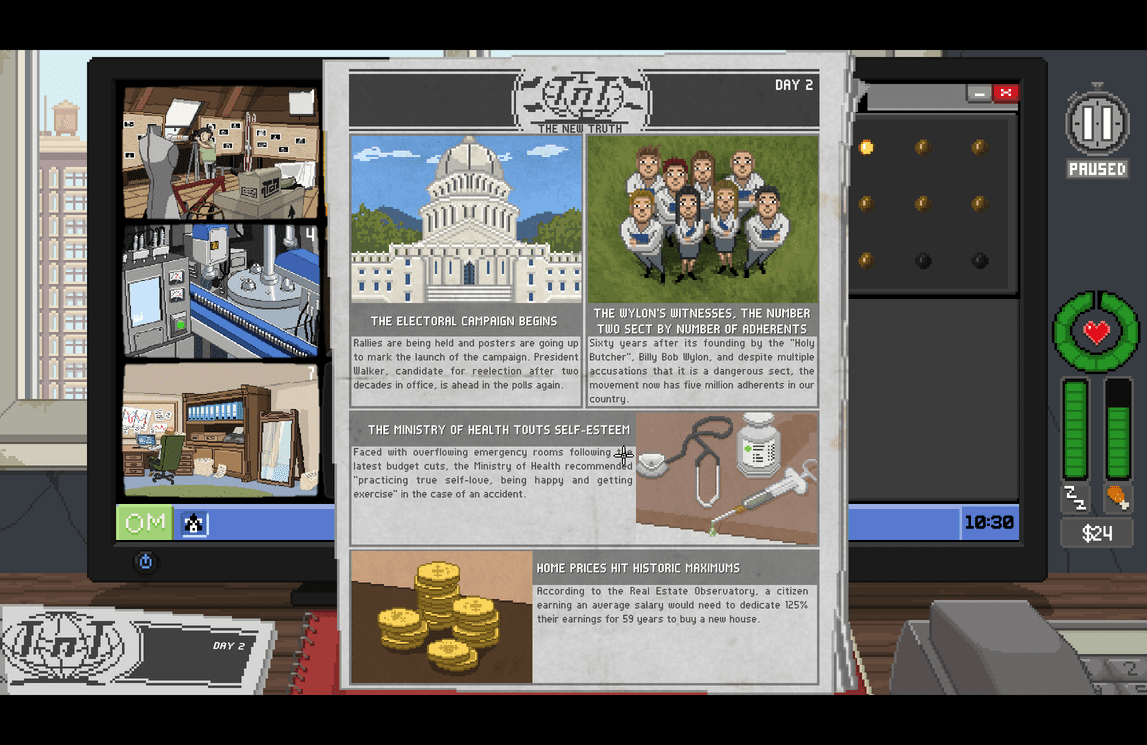 TnT
THE NEW TRUTH
DAY 2
THE ELECTORAL CAMPAIGN BEGINS
Rallies are being held and posters are going up
to mark the launch of the campaign. President
Walker, candidate for reelection after two
decades in office, is ahead in the polls again.
THE WYLON'S WITNESSES, THE NUMBER
TWO SECT BY NUMBER OF ADHERENTS
Sixty years after its founding by the "Holy
Butcher", Billy Bob Wylon, and despite multiple
accusations that it is a dangerous sect, the
movement now has five million adherents in our
country.
THE MINISTRY OF HEALTH TOUTS SELF-ESTEEM
Faced with overflowing emergency rooms following the
latest budget cuts, the Ministry of Health recommended
"practicing true self-love, being happy and getting
exercise" in the case of an accident.
HOME PRICES HIT HISTORIC MAXIMUMS
According to the Real Estate Observatory, a citizen
earning an average salary would need to dedicate 125%
their earnings for 59 years to buy a new house.
PAUSED
4
7
OM
10:30
$24
TnT
DAY 2
2